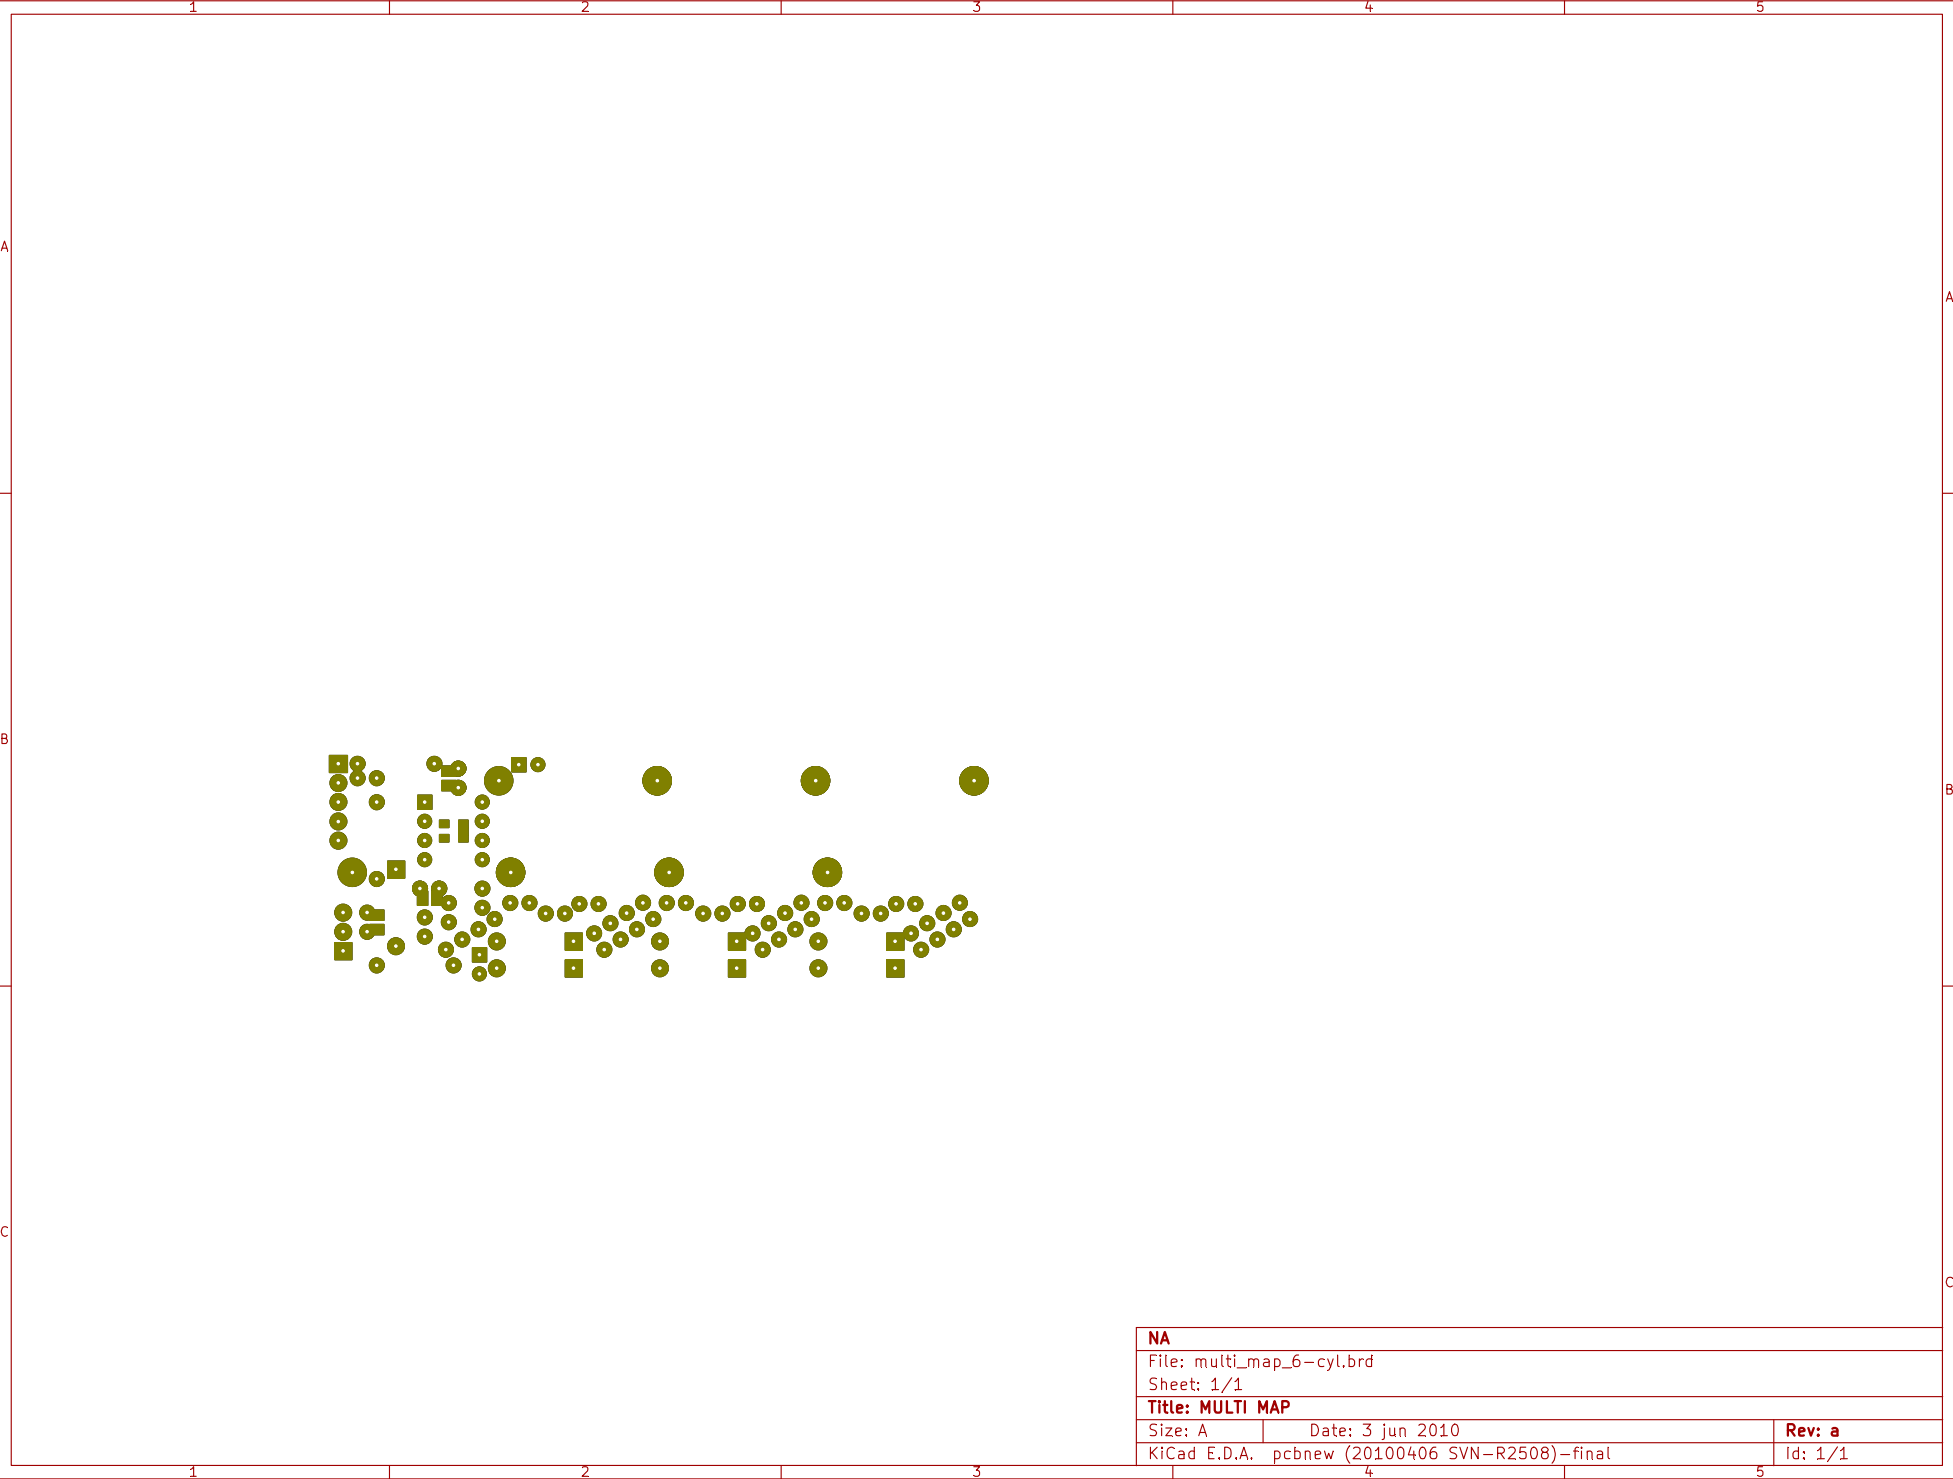 1 2 3 4 5
A
A
B
B
C
C
NA
File: multi_map_6-cyl.brd
Sheet: 1/1
Title: MULTI MAP
Size: A Date: 3 jun 2010 Rev: a
KiCad E.D.A. pcbnew (20100406 SVN-R2508)-final Id: 1/1
1 2 3 4 5